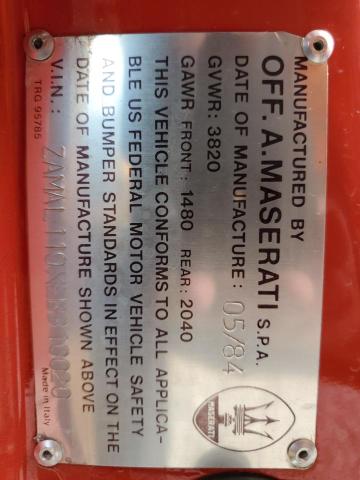 MANUFACTURED BY
OFF. A. MASERATI S.P.A.
DATE OF MANUFACTURE: 05/84
GVWR: 3820
GAWR FRONT: 1480 REAR: 2040
THIS VEHICLE CONFORMS TO ALL APPLICA-
BLE US FEDERAL MOTOR VEHICLE SAFETY
AND BUMPER STANDARDS IN EFFECT ON THE
DATE OF MANUFACTURE SHOWN ABOVE
V.I.N.:
TRG 95785
Made in Italy
MASERATI